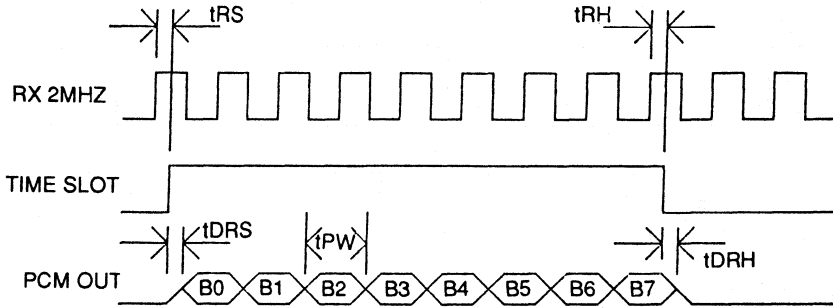 tRS
tRH
RX 2MHZ
TIME SLOT
tDRS
tPW
tDRH
PCM OUT
B0 B1 B2 B3 B4 B5 B6 B7